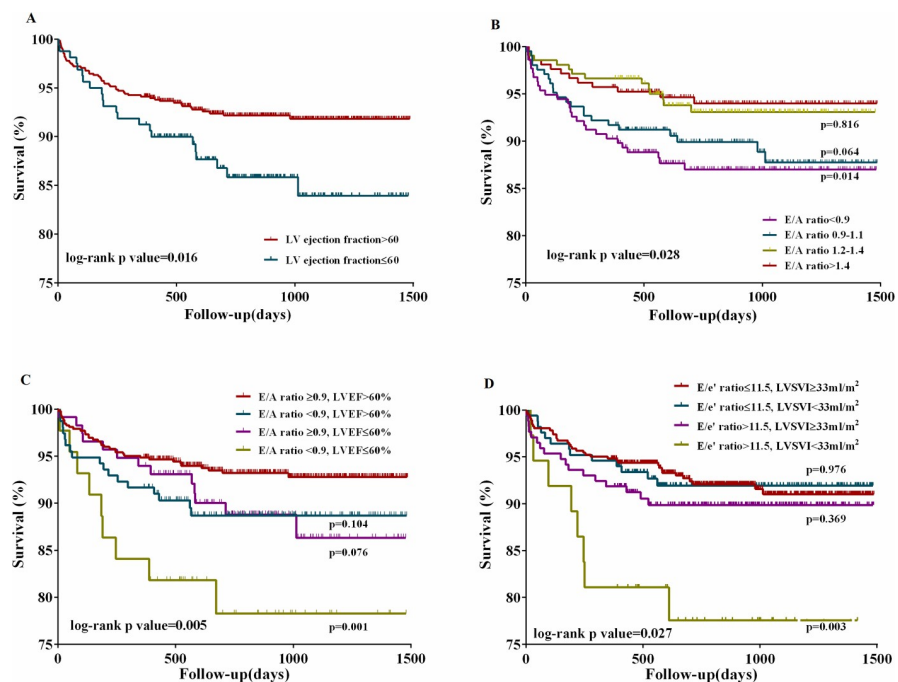 A
100
95
90
85
80
75
Survival (%)
LV ejection fraction>60
LV ejection fraction≤60
log-rank p value=0.016
0
500
1000
1500
Follow-up(days)
B
100
95
90
85
80
75
Survival (%)
p=0.816
p=0.064
p=0.014
E/A ratio<0.9
E/A ratio 0.9-1.1
E/A ratio 1.2-1.4
E/A ratio>1.4
log-rank p value=0.028
0
500
1000
1500
Follow-up(days)
C
E/A ratio ≥0.9, LVEF>60%
E/A ratio <0.9, LVEF>60%
E/A ratio ≥0.9, LVEF≤60%
E/A ratio <0.9, LVEF≤60%
100
95
90
85
80
75
Survival (%)
p=0.104
p=0.076
p=0.001
log-rank p value=0.005
0
500
1000
1500
Follow-up(days)
D
E/e' ratio≤11.5, LVSVI≥33ml/m²
E/e' ratio≤11.5, LVSVI<33ml/m²
E/e' ratio>11.5, LVSVI≥33ml/m²
E/e' ratio>11.5, LVSVI<33ml/m²
100
95
90
85
80
75
Survival (%)
p=0.976
p=0.369
p=0.003
log-rank p value=0.027
0
500
1000
1500
Follow-up(days)